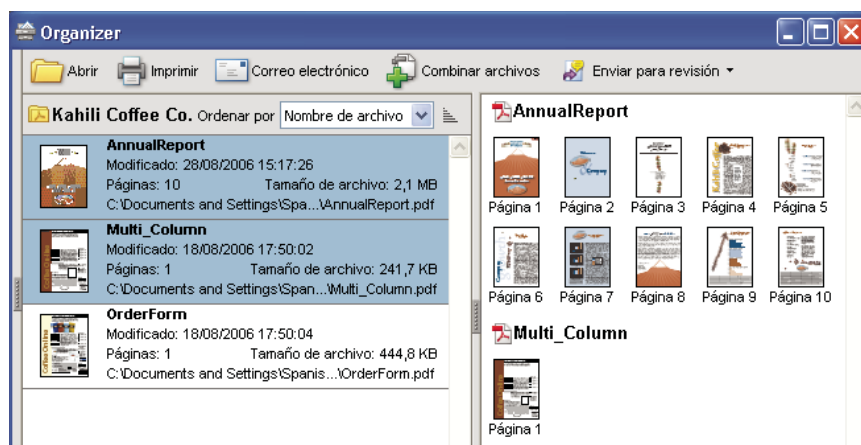 Organizer
Abrir Imprimir Correo electrónico Combinar archivos Enviar para revisión
Kahili Coffee Co. Ordenar por Nombre de archivo
AnnualReport
Modificado: 28/08/2006 15:17:26
Páginas: 10 Tamaño de archivo: 2,1 MB
C:\Documents and Settings\Spa...\AnnualReport.pdf
Multi_Column
Modificado: 18/08/2006 17:50:02
Páginas: 1 Tamaño de archivo: 241,7 KB
C:\Documents and Settings\Span...\Multi_Column.pdf
OrderForm
Modificado: 18/08/2006 17:50:04
Páginas: 1 Tamaño de archivo: 444,8 KB
C:\Documents and Settings\Spanis...\OrderForm.pdf
AnnualReport
Página 1 Página 2 Página 3 Página 4 Página 5
Página 6 Página 7 Página 8 Página 9 Página 10
Multi_Column
Página 1